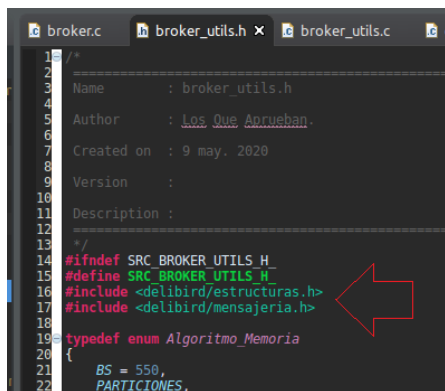 broker.c broker_utils.h broker_utils.c
1 /*
2 ================================================
3 Name : broker_utils.h
4
5 Author : Los Que Aprueban.
6
7 Created on : 9 may. 2020
8
9 Version :
10
11 Description :
12 ================================================
13 */
14 #ifndef SRC_BROKER_UTILS_H_
15 #define SRC_BROKER_UTILS_H_
16 #include <delibird/estructuras.h>
17 #include <delibird/mensajeria.h>
18
19 typedef enum Algoritmo_Memoria
20 {
21 BS = 550,
22 PARTICIONES,